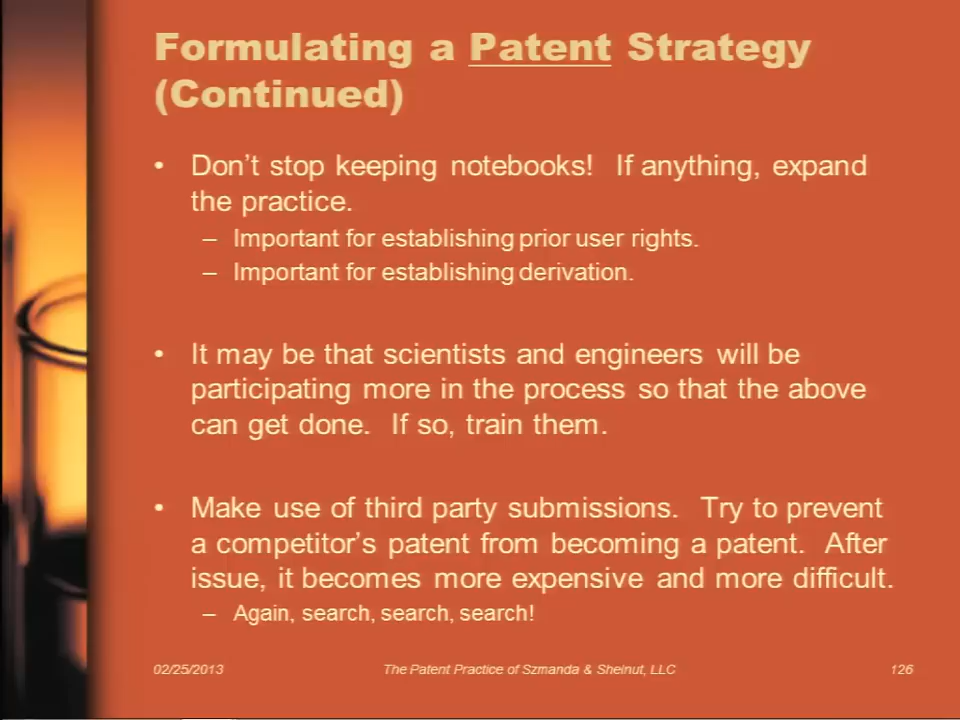 Formulating a Patent Strategy
(Continued)
• Don’t stop keeping notebooks!  If anything, expand
the practice.
– Important for establishing prior user rights.
– Important for establishing derivation.
• It may be that scientists and engineers will be
participating more in the process so that the above
can get done.  If so, train them.
• Make use of third party submissions.  Try to prevent
a competitor’s patent from becoming a patent.  After
issue, it becomes more expensive and more difficult.
– Again, search, search, search!
02/25/2013 The Patent Practice of Szmanda & Shelnut, LLC 126